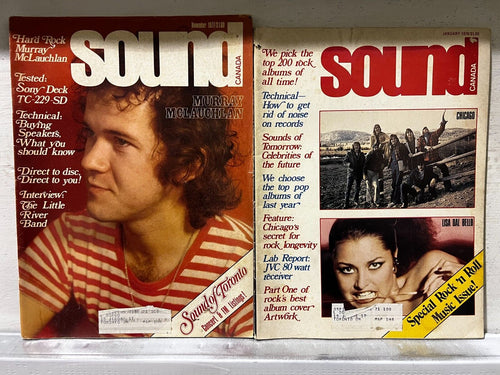 November 1977/$1.00
sound
CANADA
Hard Rock
Murray
McLauchlan
Tested:
Sony Deck
TC-229-SD
Technical:
Buying
Speakers,
What you
should know
Direct to disc,
Direct to you!
Interview:
The Little
River
Band
MURRAY
MCLAUCHLAN
Sound of Toronto
Concert & FM Listings!
JANUARY 1978 $1.00
sound
CANADA
We pick the
top 200 rock
albums of
all time!
Technical—
How to get
rid of noise
on records
Sounds of
Tomorrow:
Celebrities of
the future
We choose
the top pop
albums of
last year
Feature:
Chicago's
secret for
rock longevity
Lab Report:
JVC 80 watt
receiver
Part One of
rock's best
album cover
Artwork
CHICAGO
LISA DAL BELLO
Special Rock 'n Roll
Music Issue!